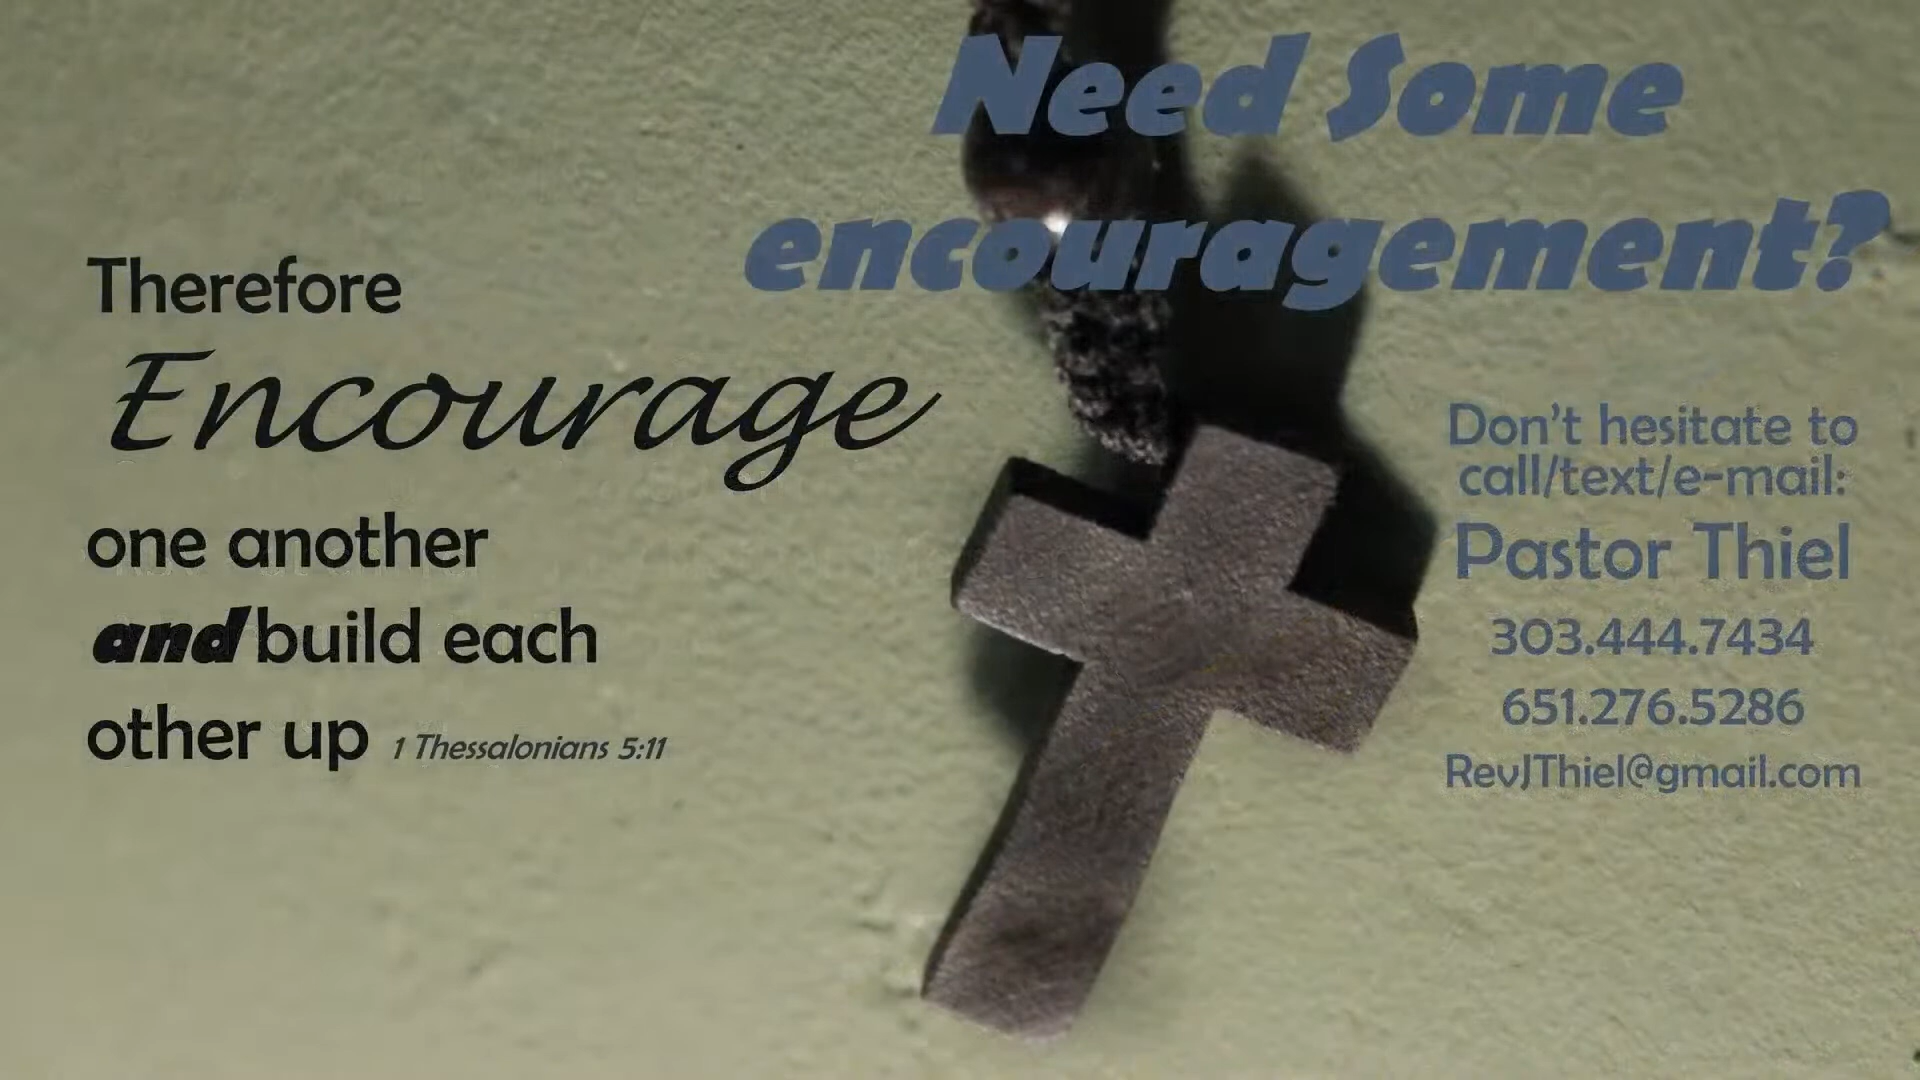 Need Some
encouragement?
Therefore
Encourage
one another
and build each
other up 1 Thessalonians 5:11
Don't hesitate to
call/text/e-mail:
Pastor Thiel
303.444.7434
651.276.5286
RevJThiel@gmail.com